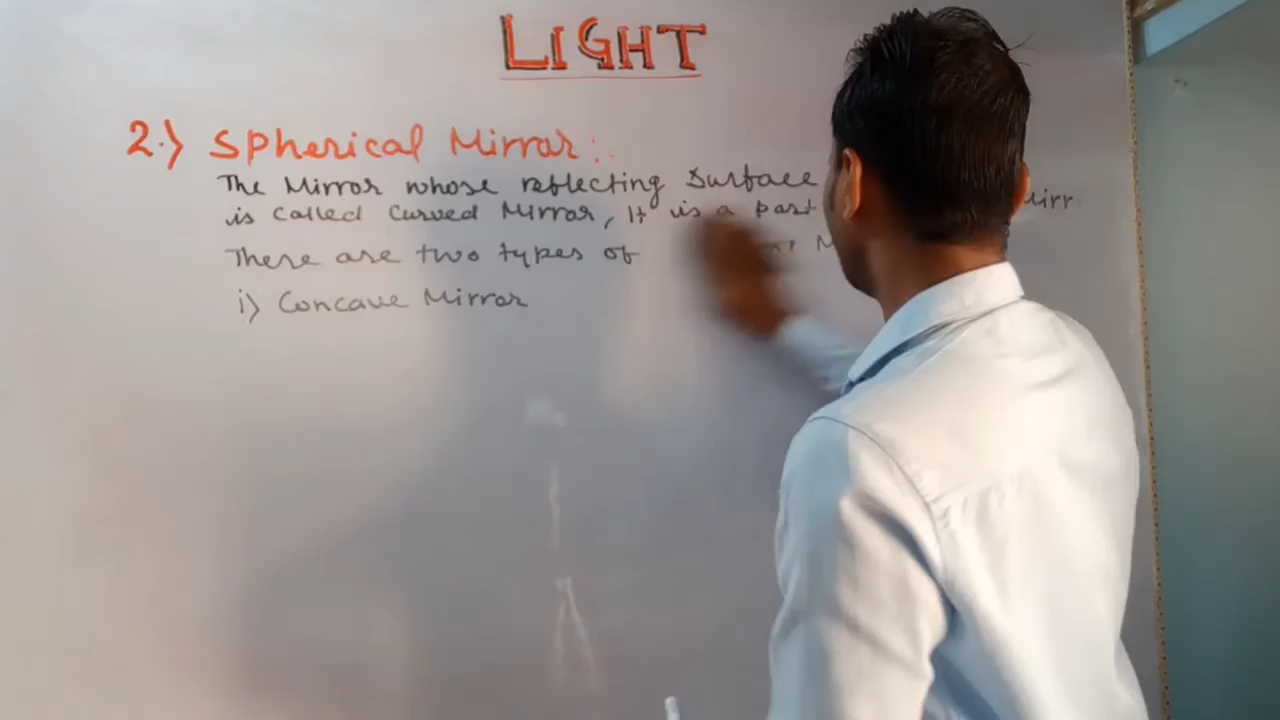 LIGHT
2.) Spherical Mirror:
The Mirror whose reflecting Surface
is Called Curved Mirror, It is a part Mirr
There are two types of M
i) Concave Mirror